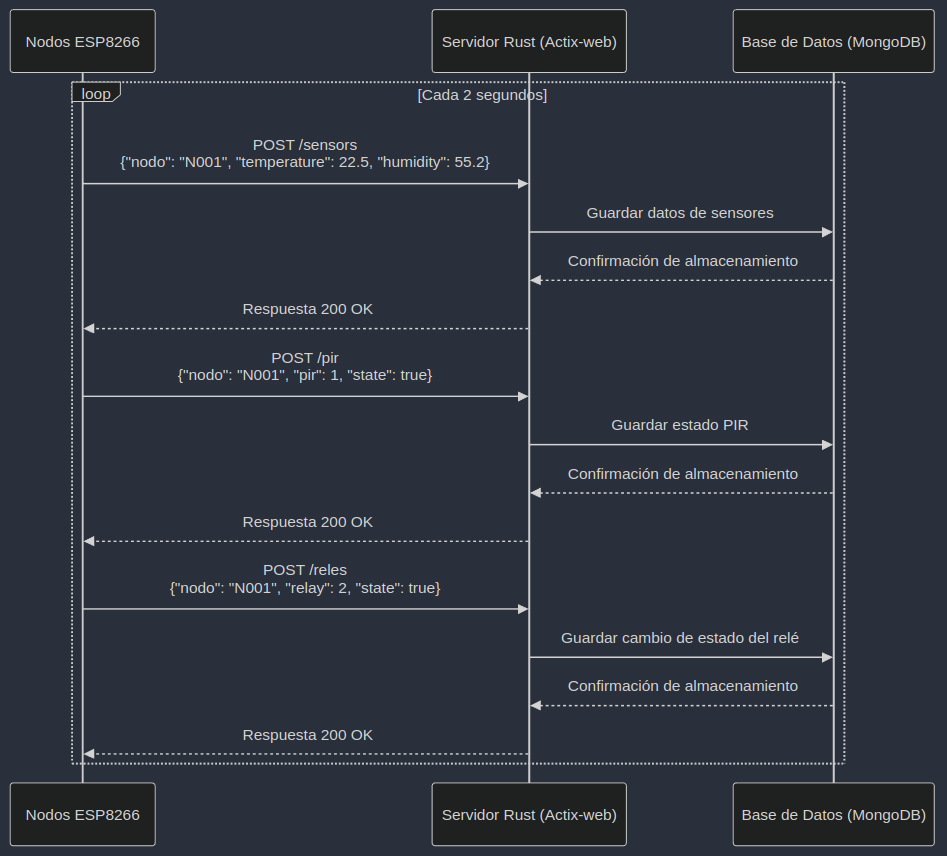 Nodos ESP8266
Servidor Rust (Actix-web)
Base de Datos (MongoDB)
loop
[Cada 2 segundos]
POST /sensors
{"nodo": "N001", "temperature": 22.5, "humidity": 55.2}
Guardar datos de sensores
Confirmación de almacenamiento
Respuesta 200 OK
POST /pir
{"nodo": "N001", "pir": 1, "state": true}
Guardar estado PIR
Confirmación de almacenamiento
Respuesta 200 OK
POST /reles
{"nodo": "N001", "relay": 2, "state": true}
Guardar cambio de estado del relé
Confirmación de almacenamiento
Respuesta 200 OK
Nodos ESP8266
Servidor Rust (Actix-web)
Base de Datos (MongoDB)